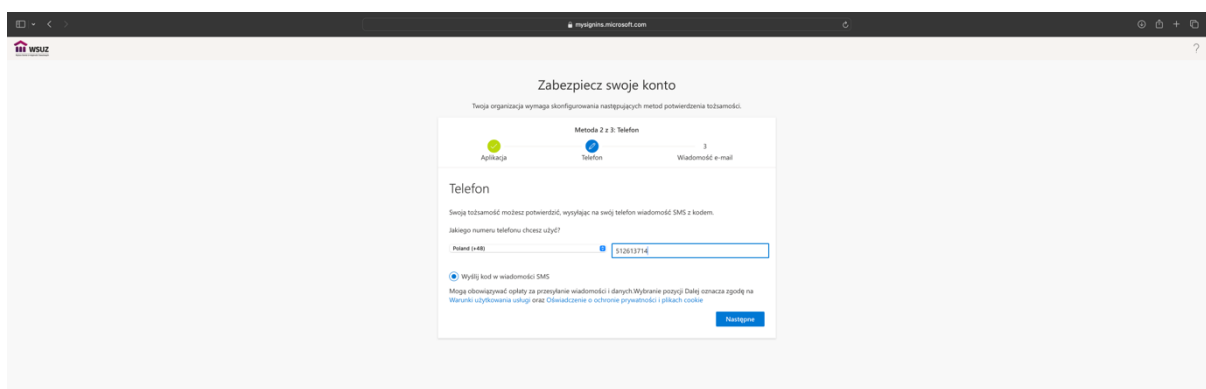 mysignins.microsoft.com
WSUZ
?
Zabezpiecz swoje konto
Twoja organizacja wymaga skonfigurowania następujących metod potwierdzenia tożsamości.
Metoda 2 z 3: Telefon
3
Aplikacja Telefon Wiadomość e-mail
Telefon
Swoją tożsamość możesz potwierdzić, wysyłając na swój telefon wiadomość SMS z kodem.
Jakiego numeru telefonu chcesz użyć?
Poland (+48) 512613714
Wyślij kod w wiadomości SMS
Mogą obowiązywać opłaty za przesyłanie wiadomości i danych.Wybranie pozycji Dalej oznacza zgodę na
Warunki użytkowania usługi oraz Oświadczenie o ochronie prywatności i plikach cookie
Następne